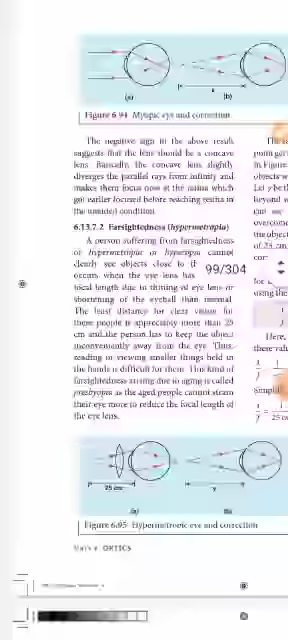 (a)
x
(b)
Figure 6.94 Myopic eye and correction
The negative sign in the above result
suggests that the lens should be a concave
lens. Basically, the concave lens slightly
diverges the parallel rays from infinity and
makes them focus now at the retina which
got earlier focused before reaching retina in
the unaided condition.
6.13.7.2 Farsightedness (hypermetropia)
A person suffering from farsightedness
or hypermetropia or hyperopia cannot
clearly see objects close to th
occurs when the eye lens has
focal length due to thining of eye lens or
shortening of the eyeball than normal.
The least distance for clear vision for
these people is appreciably more than 25
cm and the person has to keep the object
inconveniently away from the eye. Thus,
reading or viewing smaller things held in
the hands is difficult for them. This kind of
farsightedness arising due to aging is called
presbyopia as the aged people cannot strain
their eye more to reduce the focal length of
the eye lens.
99/304
25 cm
(a)
y
(b)
Figure 6.95 Hypermetropic eye and correction
OPTICS
point get
in Figure
objects w
Let y be t
beyond w
can see
overcome
the object
of 25 cm
using the
Here,
these valu
Simplify
25 cm